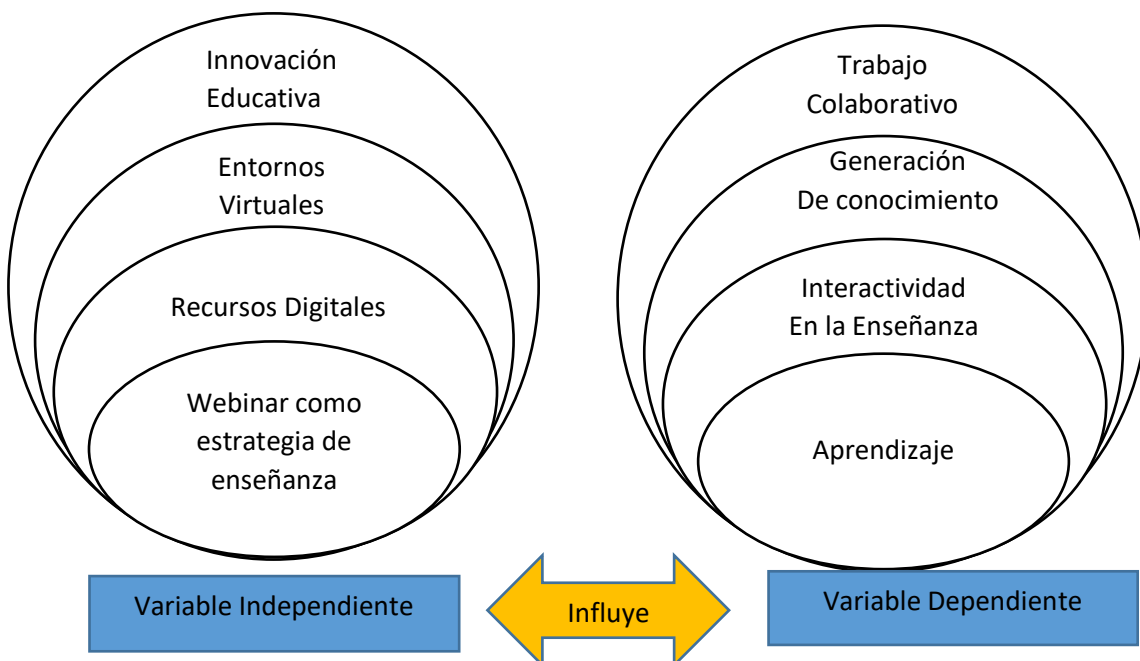 Innovación
Educativa
Entornos
Virtuales
Recursos Digitales
Webinar como
estrategia de
enseñanza
Variable Independiente
Influye
Trabajo
Colaborativo
Generación
De conocimiento
Interactividad
En la Enseñanza
Aprendizaje
Variable Dependiente